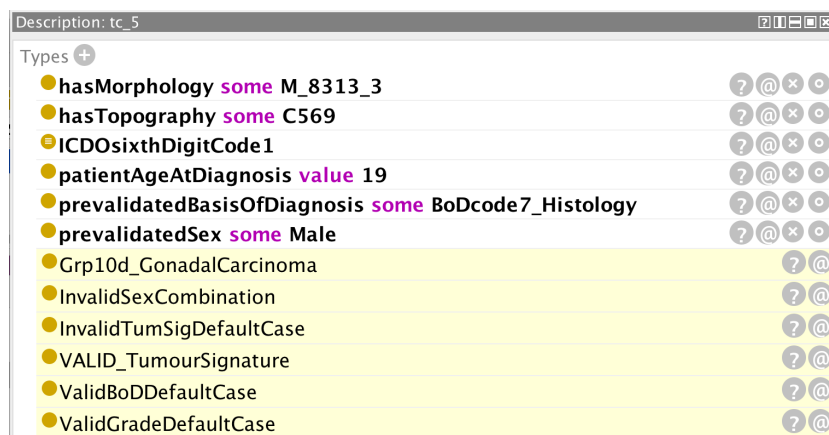 Description: tc_5
Types
hasMorphology some M_8313_3
hasTopography some C569
ICDOsixthDigitCode1
patientAgeAtDiagnosis value 19
prevalidatedBasisOfDiagnosis some BoDcode7_Histology
prevalidatedSex some Male
Grp10d_GonadalCarcinoma
InvalidSexCombination
InvalidTumSigDefaultCase
VALID_TumourSignature
ValidBoDDefaultCase
ValidGradeDefaultCase